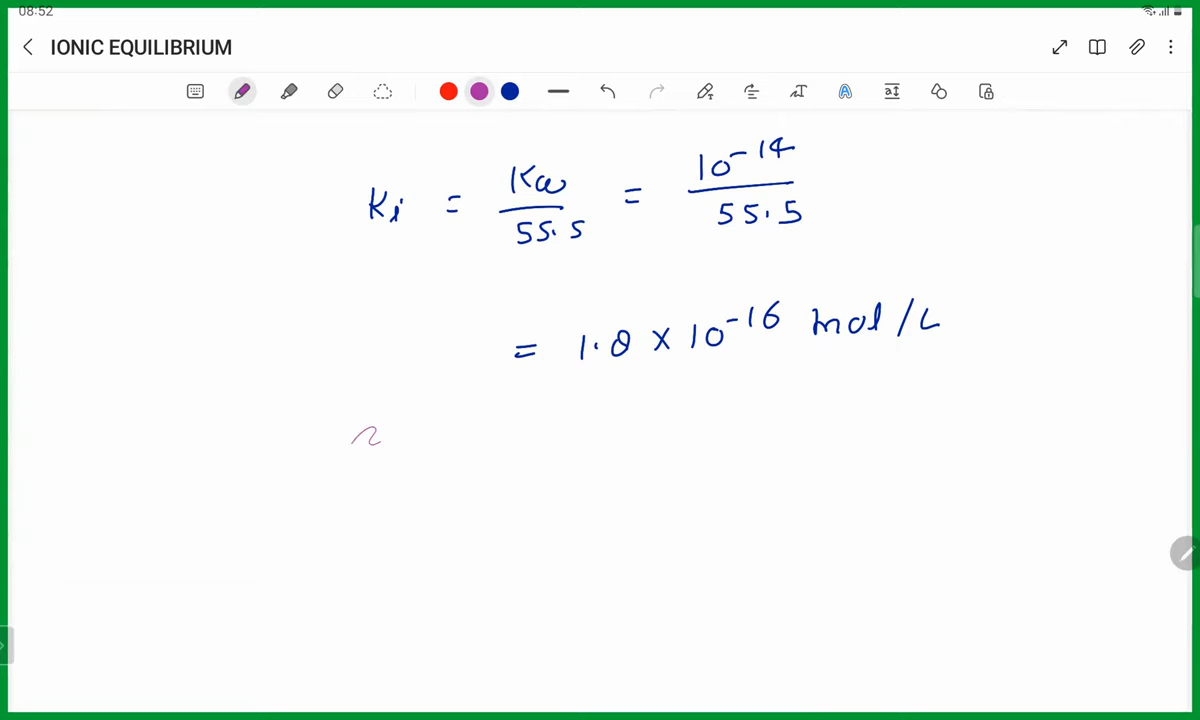 08:52
IONIC EQUILIBRIUM
Ki = Kw/55.5 = 10^-14/55.5
= 1.8 × 10^-16 mol/L